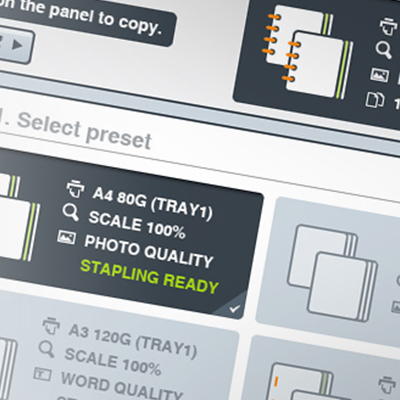 on the panel to copy.
1. Select preset
A4 80G (TRAY1)
SCALE 100%
PHOTO QUALITY
STAPLING READY
A3 120G (TRAY1)
SCALE 100%
WORD QUALITY